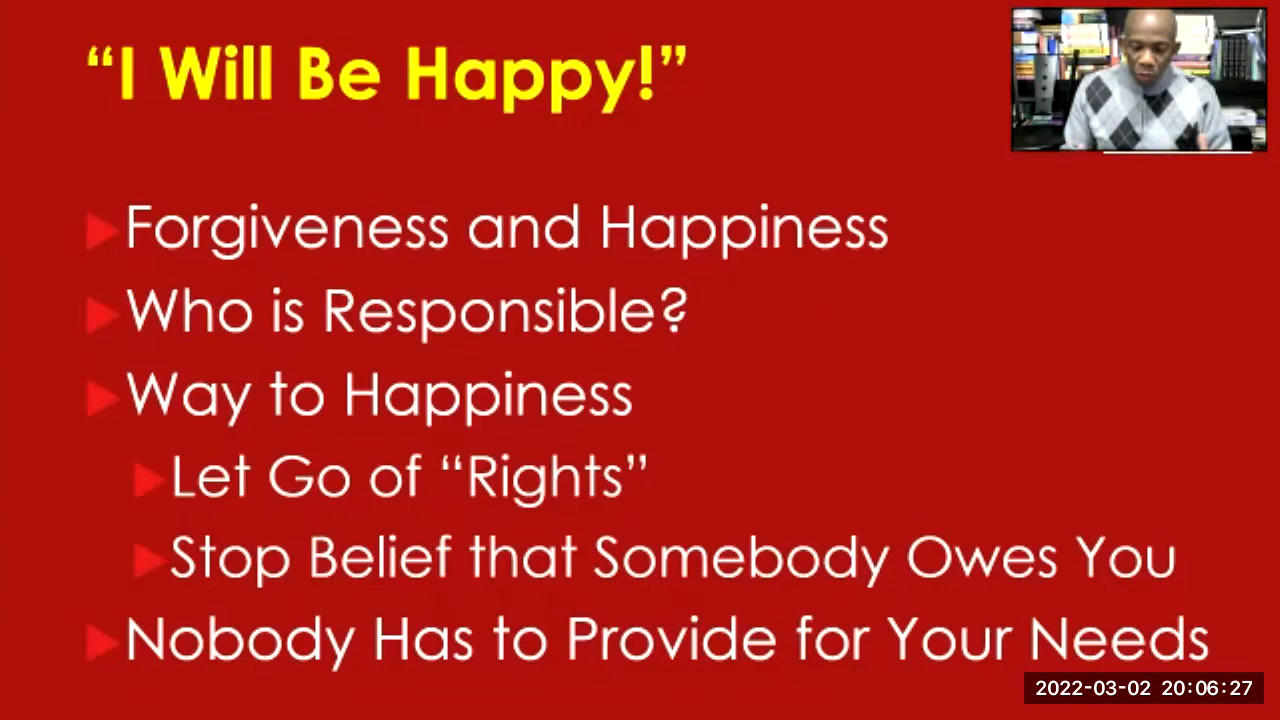 “I Will Be Happy!”
Forgiveness and Happiness
Who is Responsible?
Way to Happiness
Let Go of “Rights”
Stop Belief that Somebody Owes You
Nobody Has to Provide for Your Needs
2022-03-02 20:06:27